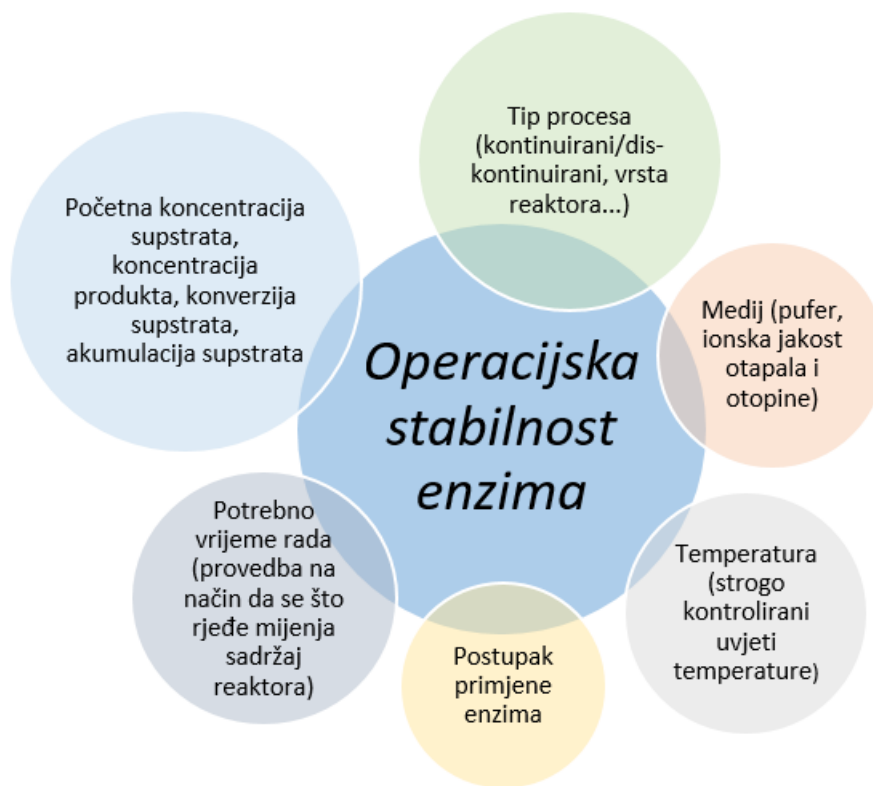 Tip procesa
(kontinuirani/dis-
kontinuirani, vrsta
reaktora...)
Početna koncentracija
supstrata,
koncentracija
produkta, konverzija
supstrata,
akumulacija supstrata
Medij (pufer,
ionska jakost
otapala i
otopine)
Operacijska
stabilnost
enzima
Potrebno
vrijeme rada
(provedba na
način da se što
rjeđe mijenja
sadržaj
reaktora)
Temperatura
(strogo
kontrolirani
uvjeti
temperature)
Postupak
primjene
enzima